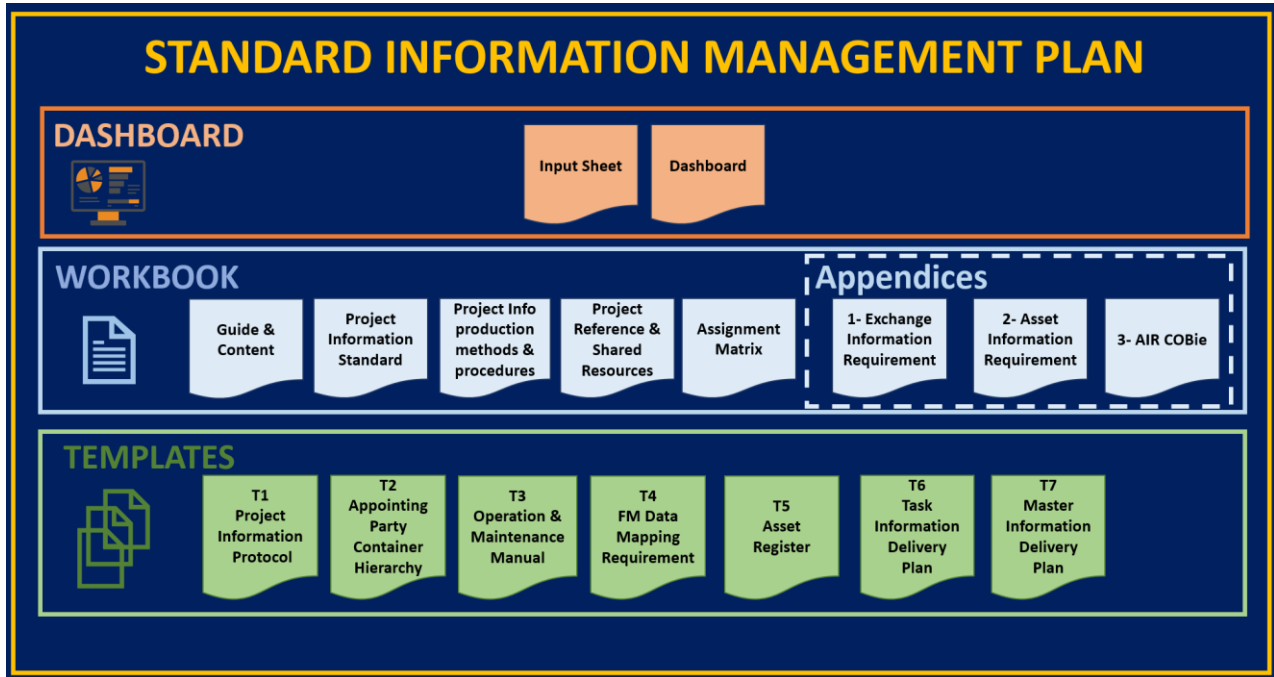 STANDARD INFORMATION MANAGEMENT PLAN
DASHBOARD
Input Sheet
Dashboard
WORKBOOK
Guide &
Content
Project
Information
Standard
Project Info
production
methods &
procedures
Project
Reference &
Shared
Resources
Assignment
Matrix
Appendices
1- Exchange
Information
Requirement
2- Asset
Information
Requirement
3- AIR COBie
TEMPLATES
T1
Project
Information
Protocol
T2
Appointing
Party
Container
Hierarchy
T3
Operation &
Maintenance
Manual
T4
FM Data
Mapping
Requirement
T5
Asset
Register
T6
Task
Information
Delivery
Plan
T7
Master
Information
Delivery
Plan